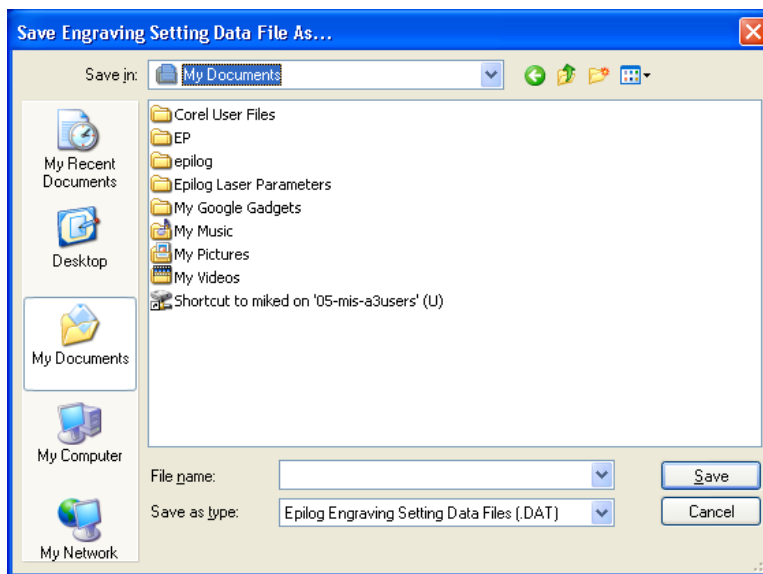 Save Engraving Setting Data File As...
Save in: My Documents
My Recent
Documents
Desktop
My Documents
My Computer
My Network
Corel User Files
EP
epilog
Epilog Laser Parameters
My Google Gadgets
My Music
My Pictures
My Videos
Shortcut to miked on '05-mis-a3users' (U)
File name:
Save
Save as type: Epilog Engraving Setting Data Files (.DAT)
Cancel